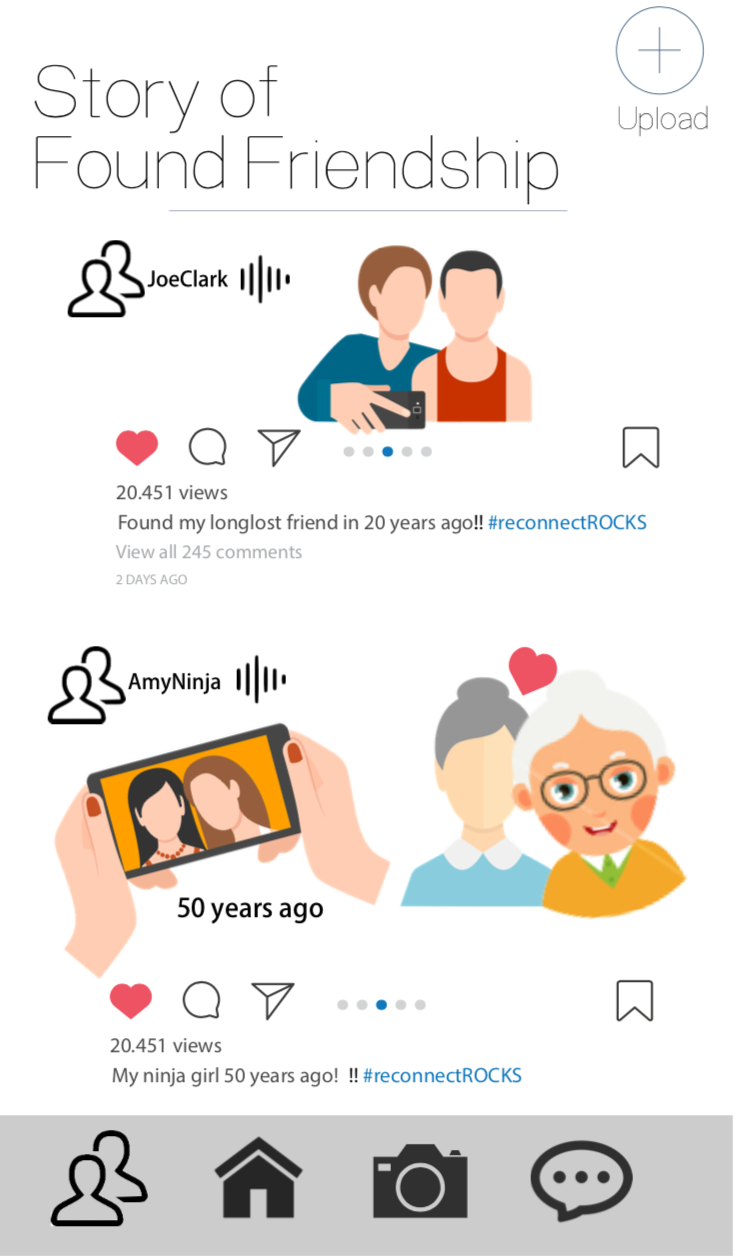 Story of
Found Friendship
Upload
JoeClark
20.451 views
Found my longlost friend in 20 years ago!! #reconnectROCKS
View all 245 comments
2 DAYS AGO
AmyNinja
50 years ago
20.451 views
My ninja girl 50 years ago! !! #reconnectROCKS